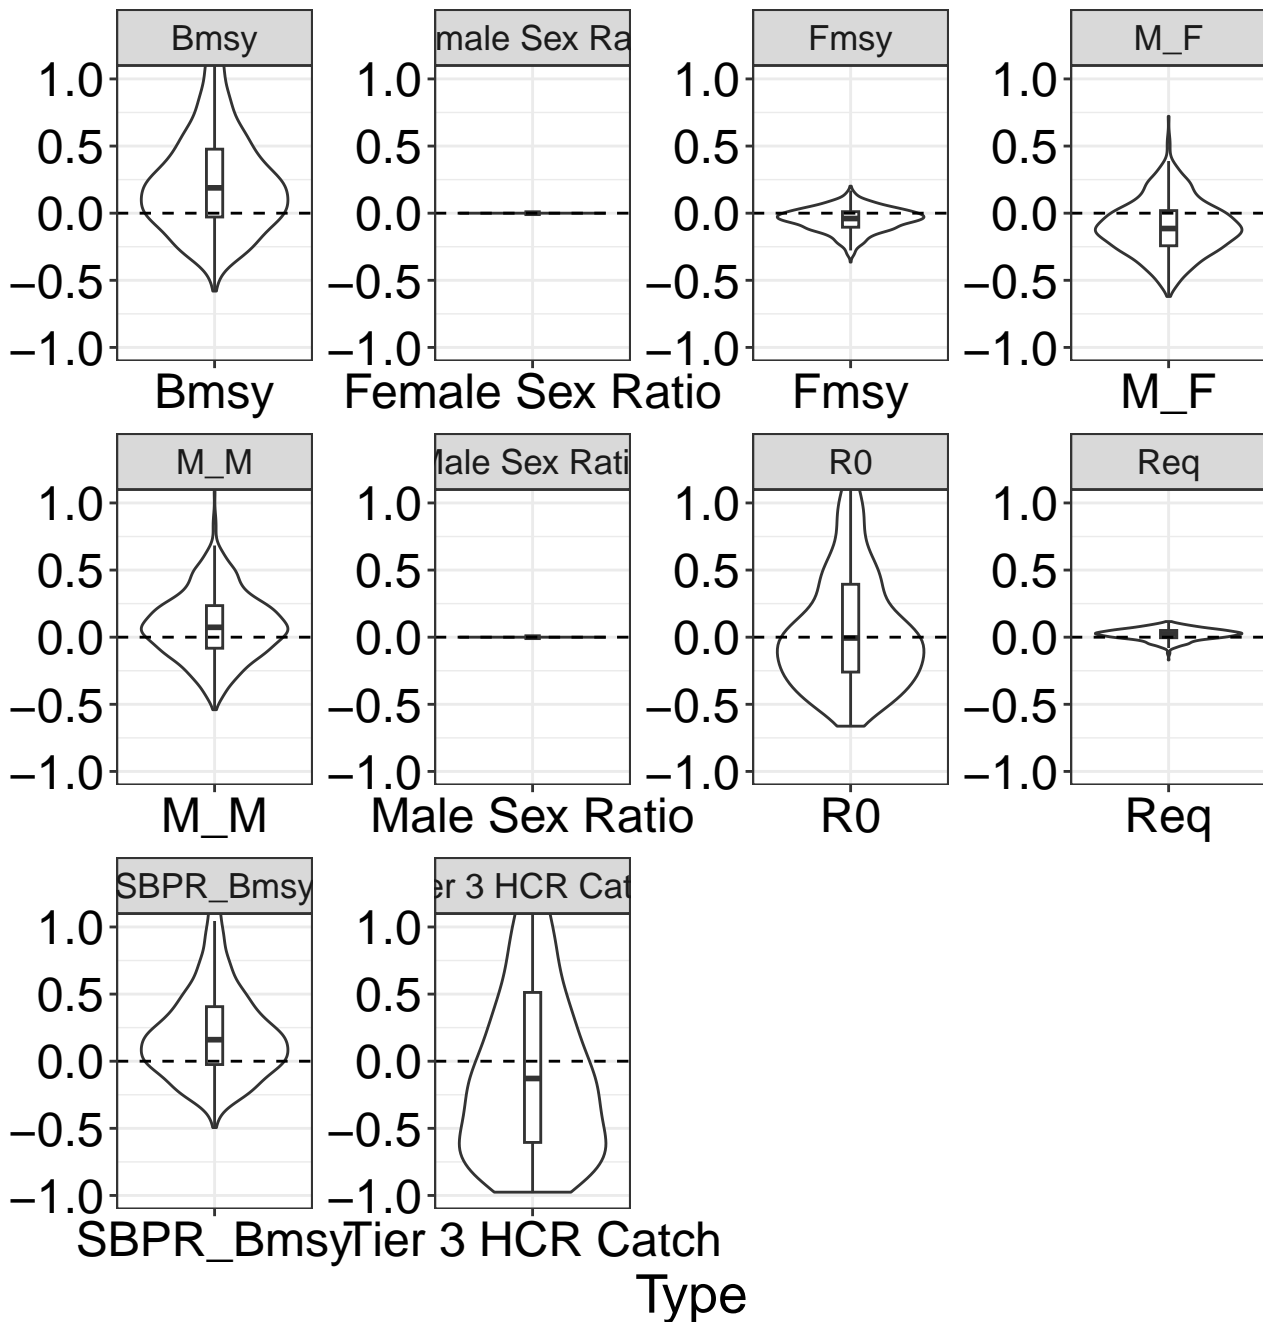 Bmsy male Sex Ra Fmsy M_F
1.0 1.0 1.0 1.0
0.5 0.5 0.5 0.5
0.0 0.0 0.0 0.0
−0.5 −0.5 −0.5 −0.5
−1.0 −1.0 −1.0 −1.0
Bmsy Female Sex Ratio Fmsy M_F
M_M Male Sex Rati R0 Req
1.0 1.0 1.0 1.0
0.5 0.5 0.5 0.5
0.0 0.0 0.0 0.0
−0.5 −0.5 −0.5 −0.5
−1.0 −1.0 −1.0 −1.0
M_M Male Sex Ratio R0 Req
SBPR_Bmsy er 3 HCR Cat
1.0 1.0
0.5 0.5
0.0 0.0
−0.5 −0.5
−1.0 −1.0
SBPR_Bmsy Tier 3 HCR Catch
Type